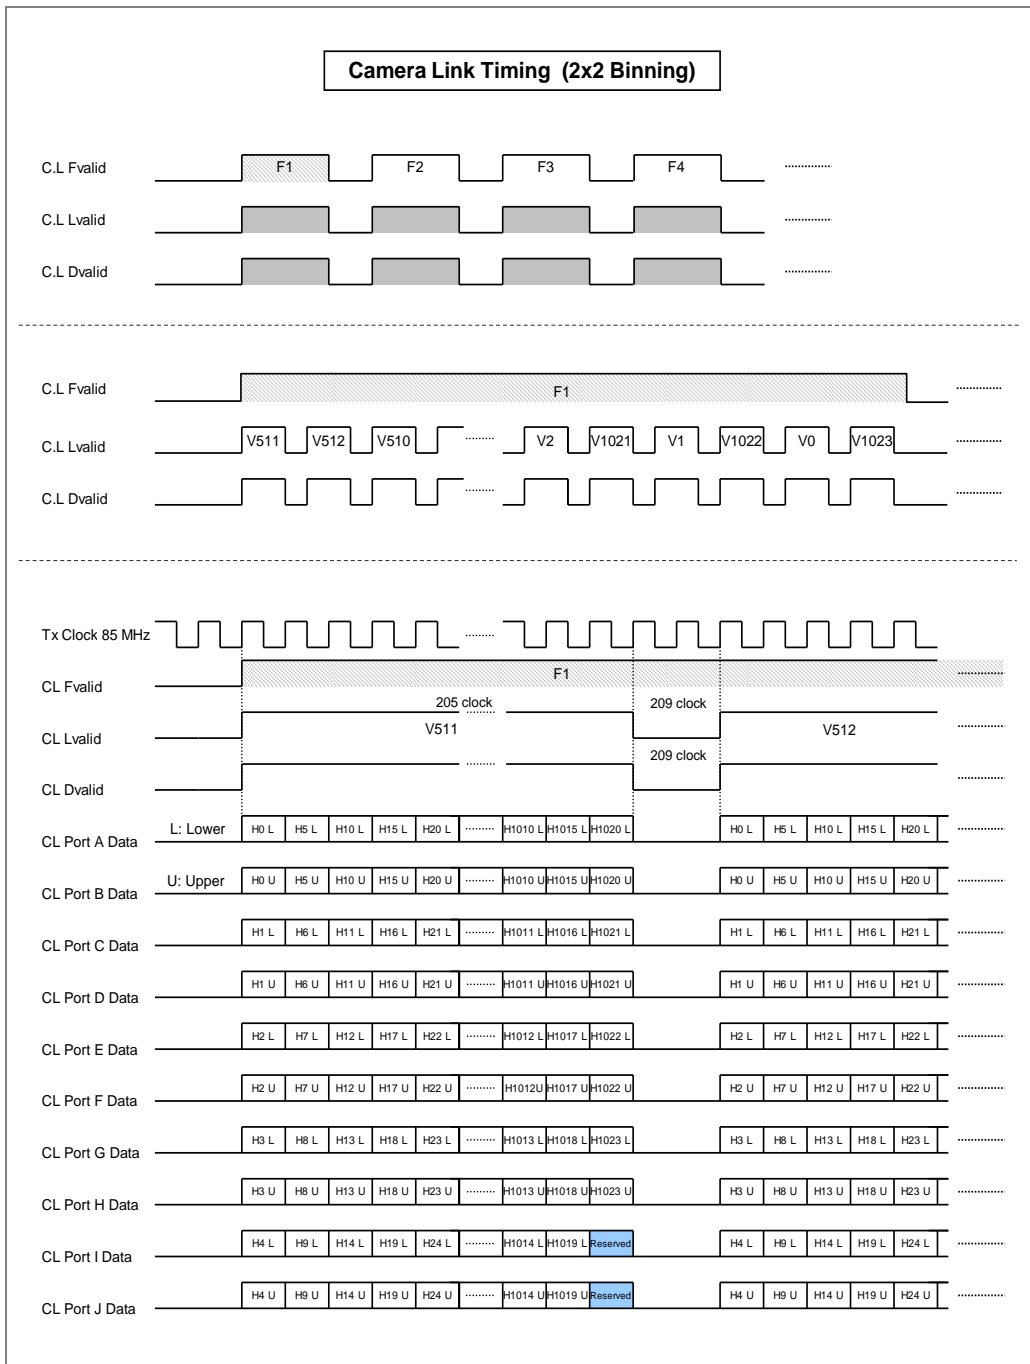 Camera Link Timing (2x2 Binning)
C.L Fvalid F1 F2 F3 F4
C.L Lvalid
C.L Dvalid
C.L Fvalid F1
C.L Lvalid V511 V512 V510 V2 V1021 V1 V1022 V0 V1023
C.L Dvalid
Tx Clock 85 MHz
CL Fvalid F1
205 clock 209 clock
CL Lvalid V511 V512
209 clock
CL Dvalid
CL Port A Data L: Lower H0 L H5 L H10 L H15 L H20 L H1010 L H1015 L H1020 L H0 L H5 L H10 L H15 L H20 L
CL Port B Data U: Upper H0 U H5 U H10 U H15 U H20 U H1010 U H1015 U H1020 U H0 U H5 U H10 U H15 U H20 U
CL Port C Data H1 L H6 L H11 L H16 L H21 L H1011 L H1016 L H1021 L H1 L H6 L H11 L H16 L H21 L
CL Port D Data H1 U H6 U H11 U H16 U H21 U H1011 U H1016 U H1021 U H1 U H6 U H11 U H16 U H21 U
CL Port E Data H2 L H7 L H12 L H17 L H22 L H1012 L H1017 L H1022 L H2 L H7 L H12 L H17 L H22 L
CL Port F Data H2 U H7 U H12 U H17 U H22 U H1012U H1017 U H1022 U H2 U H7 U H12 U H17 U H22 U
CL Port G Data H3 L H8 L H13 L H18 L H23 L H1013 L H1018 L H1023 L H3 L H8 L H13 L H18 L H23 L
CL Port H Data H3 U H8 U H13 U H18 U H23 U H1013 U H1018 U H1023 U H3 U H8 U H13 U H18 U H23 U
CL Port I Data H4 L H9 L H14 L H19 L H24 L H1014 L H1019 L Reserved H4 L H9 L H14 L H19 L H24 L
CL Port J Data H4 U H9 U H14 U H19 U H24 U H1014 U H1019 U Reserved H4 U H9 U H14 U H19 U H24 U